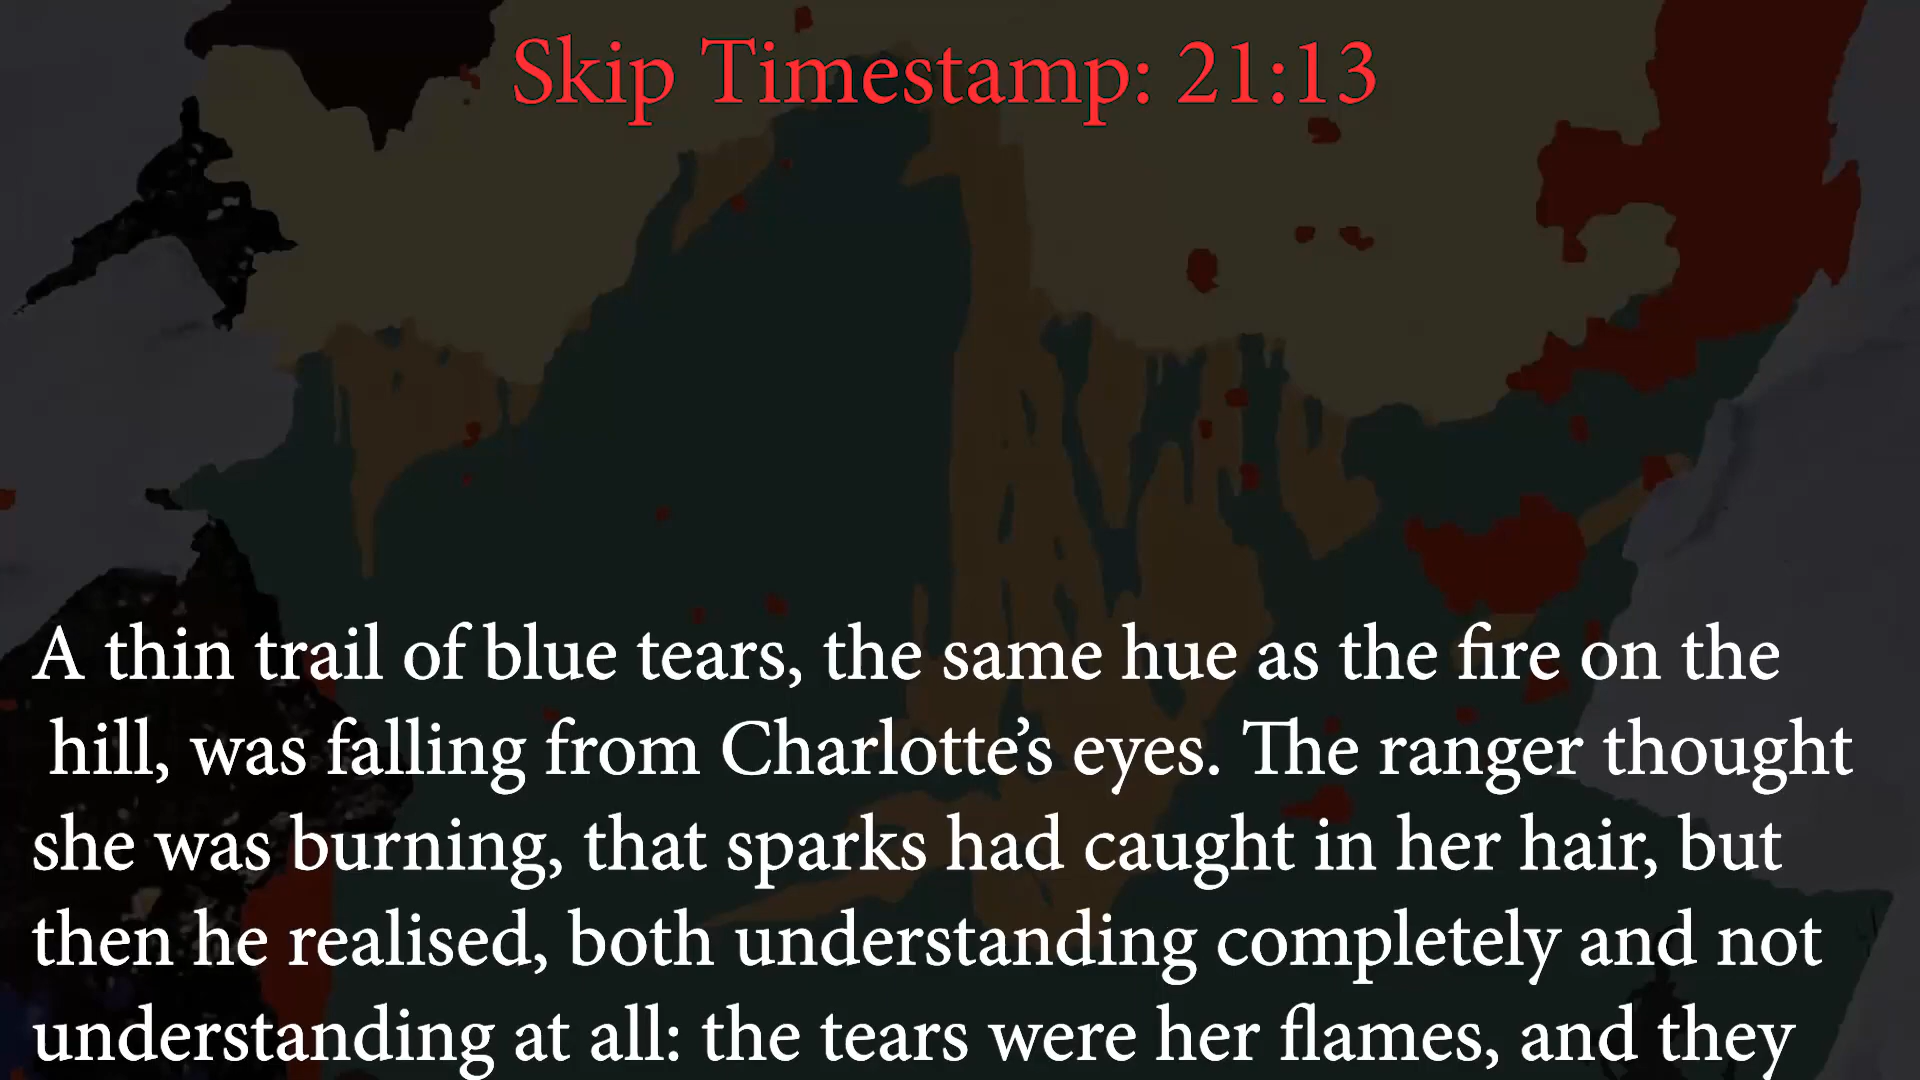 Skip Timestamp: 21:13
A thin trail of blue tears, the same hue as the fire on the
hill, was falling from Charlotte’s eyes. The ranger thought
she was burning, that sparks had caught in her hair, but
then he realised, both understanding completely and not
understanding at all: the tears were her flames, and they